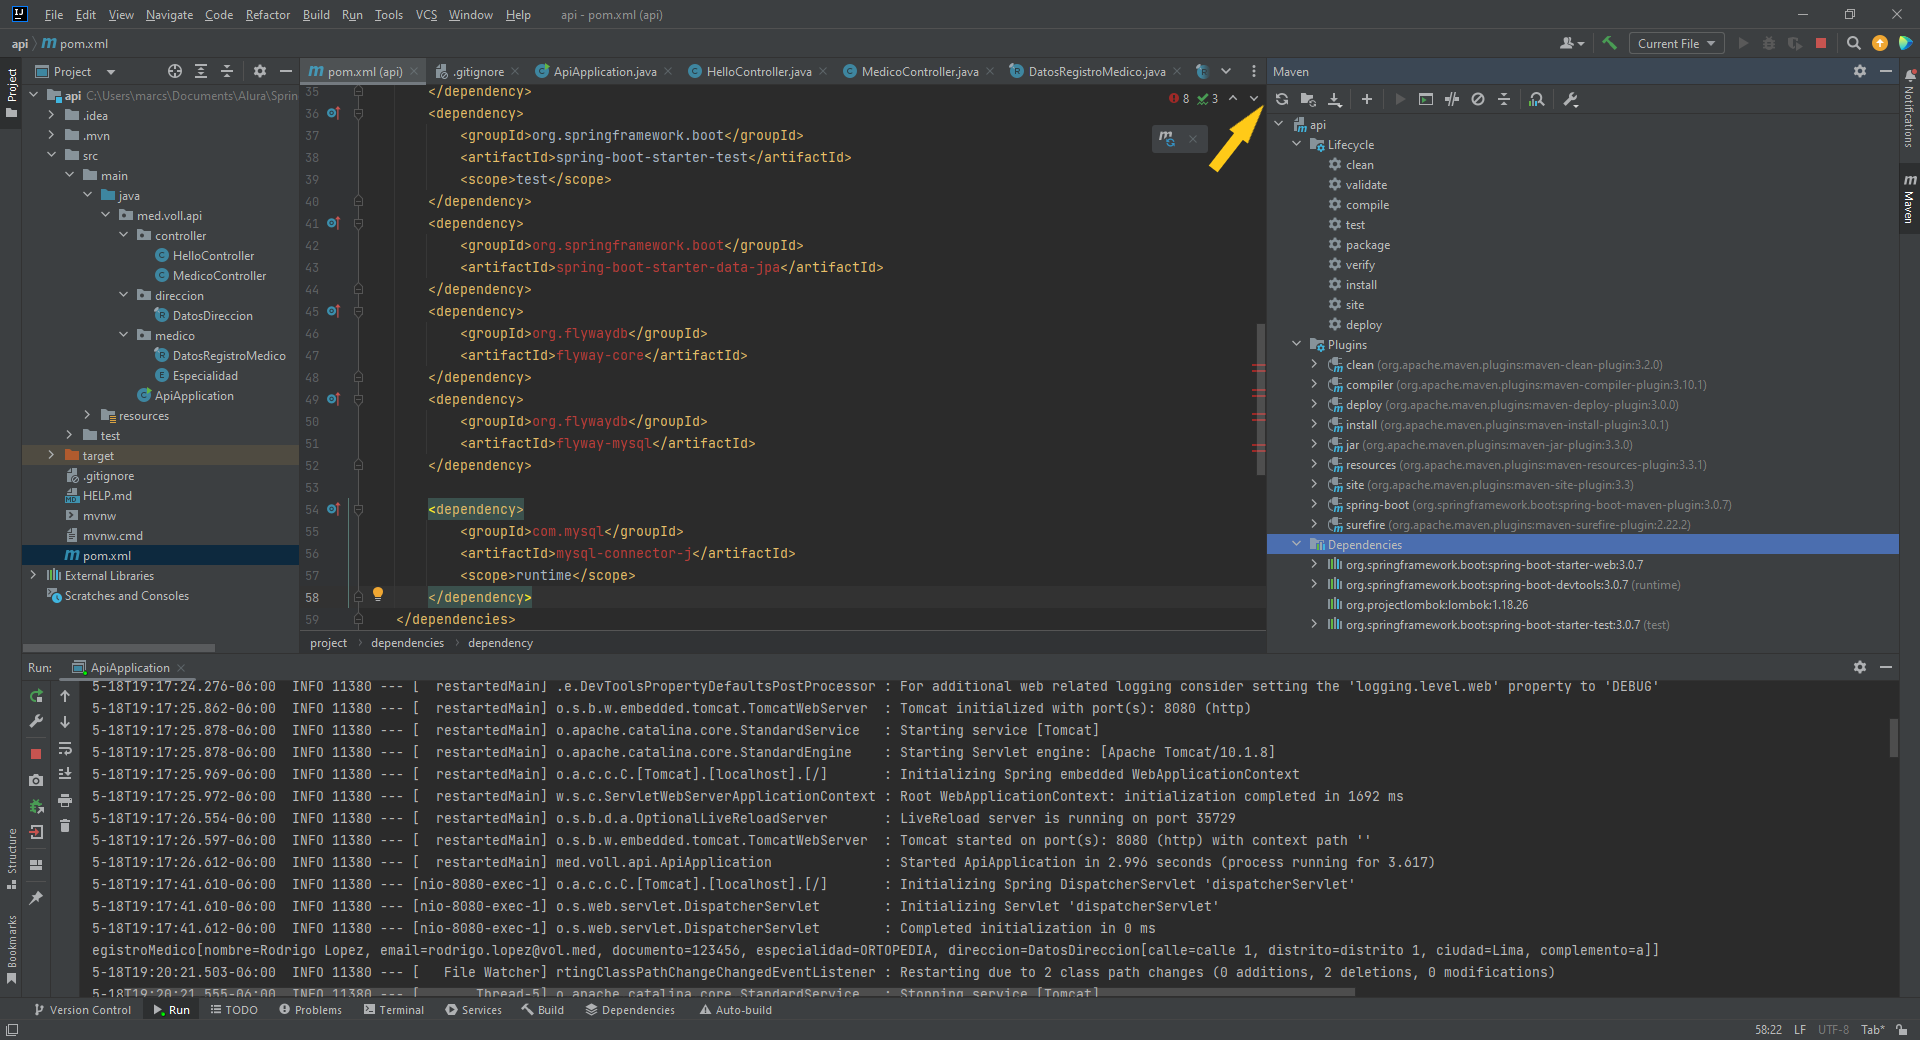 File Edit View Navigate Code Refactor Build Run Tools VCS Window Help api - pom.xml (api)
api pom.xml
Current File
Project
pom.xml (api)
.gitignore
ApiApplication.java
HelloController.java
MedicoController.java
DatosRegistroMedico.java
Maven
Project
api C:\Users\marcs\Documents\Alura\Sprin
.idea
.mvn
src
main
java
med.voll.api
controller
HelloController
MedicoController
direccion
DatosDireccion
medico
DatosRegistroMedico
Especialidad
ApiApplication
resources
test
target
.gitignore
HELP.md
mvnw
mvnw.cmd
pom.xml
External Libraries
Scratches and Consoles
8 3
35 </dependency>
36 <dependency>
37 <groupId>org.springframework.boot</groupId>
38 <artifactId>spring-boot-starter-test</artifactId>
39 <scope>test</scope>
40 </dependency>
41 <dependency>
42 <groupId>org.springframework.boot</groupId>
43 <artifactId>spring-boot-starter-data-jpa</artifactId>
44 </dependency>
45 <dependency>
46 <groupId>org.flywaydb</groupId>
47 <artifactId>flyway-core</artifactId>
48 </dependency>
49 <dependency>
50 <groupId>org.flywaydb</groupId>
51 <artifactId>flyway-mysql</artifactId>
52 </dependency>
53
54 <dependency>
55 <groupId>com.mysql</groupId>
56 <artifactId>mysql-connector-j</artifactId>
57 <scope>runtime</scope>
58 </dependency>
59 </dependencies>
project dependencies dependency
api
Lifecycle
clean
validate
compile
test
package
verify
install
site
deploy
Plugins
clean (org.apache.maven.plugins:maven-clean-plugin:3.2.0)
compiler (org.apache.maven.plugins:maven-compiler-plugin:3.10.1)
deploy (org.apache.maven.plugins:maven-deploy-plugin:3.0.0)
install (org.apache.maven.plugins:maven-install-plugin:3.0.1)
jar (org.apache.maven.plugins:maven-jar-plugin:3.3.0)
resources (org.apache.maven.plugins:maven-resources-plugin:3.3.1)
site (org.apache.maven.plugins:maven-site-plugin:3.3)
spring-boot (org.springframework.boot:spring-boot-maven-plugin:3.0.7)
surefire (org.apache.maven.plugins:maven-surefire-plugin:2.22.2)
Dependencies
org.springframework.boot:spring-boot-starter-web:3.0.7
org.springframework.boot:spring-boot-devtools:3.0.7 (runtime)
org.projectlombok:lombok:1.18.26
org.springframework.boot:spring-boot-starter-test:3.0.7 (test)
Notifications
Maven
Run: ApiApplication
5-18T19:17:24.276-06:00 INFO 11380 --- [ restartedMain] .e.DevToolsPropertyDefaultsPostProcessor : For additional web related logging consider setting the 'logging.level.web' property to 'DEBUG'
5-18T19:17:25.862-06:00 INFO 11380 --- [ restartedMain] o.s.b.w.embedded.tomcat.TomcatWebServer : Tomcat initialized with port(s): 8080 (http)
5-18T19:17:25.878-06:00 INFO 11380 --- [ restartedMain] o.apache.catalina.core.StandardService : Starting service [Tomcat]
5-18T19:17:25.878-06:00 INFO 11380 --- [ restartedMain] o.apache.catalina.core.StandardEngine : Starting Servlet engine: [Apache Tomcat/10.1.8]
5-18T19:17:25.969-06:00 INFO 11380 --- [ restartedMain] o.a.c.c.C.[Tomcat].[localhost].[/] : Initializing Spring embedded WebApplicationContext
5-18T19:17:25.972-06:00 INFO 11380 --- [ restartedMain] w.s.c.ServletWebServerApplicationContext : Root WebApplicationContext: initialization completed in 1692 ms
5-18T19:17:26.554-06:00 INFO 11380 --- [ restartedMain] o.s.b.d.a.OptionalLiveReloadServer : LiveReload server is running on port 35729
5-18T19:17:26.597-06:00 INFO 11380 --- [ restartedMain] o.s.b.w.embedded.tomcat.TomcatWebServer : Tomcat started on port(s): 8080 (http) with context path ''
5-18T19:17:26.612-06:00 INFO 11380 --- [ restartedMain] med.voll.api.ApiApplication : Started ApiApplication in 2.996 seconds (process running for 3.617)
5-18T19:17:41.610-06:00 INFO 11380 --- [nio-8080-exec-1] o.a.c.c.C.[Tomcat].[localhost].[/] : Initializing Spring DispatcherServlet 'dispatcherServlet'
5-18T19:17:41.610-06:00 INFO 11380 --- [nio-8080-exec-1] o.s.web.servlet.DispatcherServlet : Initializing Servlet 'dispatcherServlet'
5-18T19:17:41.612-06:00 INFO 11380 --- [nio-8080-exec-1] o.s.web.servlet.DispatcherServlet : Completed initialization in 0 ms
egistroMedico[nombre=Rodrigo Lopez, email=rodrigo.lopez@vol.med, documento=123456, especialidad=ORTOPEDIA, direccion=DatosDireccion[calle=calle 1, distrito=distrito 1, ciudad=Lima, complemento=a]]
5-18T19:20:21.503-06:00 INFO 11380 --- [ File Watcher] rtingClassPathChangeChangedEventListener : Restarting due to 2 class path changes (0 additions, 2 deletions, 0 modifications)
5-18T19:20:21.555-06:00 INFO 11380 --- [ Thread-5] o.apache.catalina.core.StandardService : Stopping service [Tomcat]
Structure
Bookmarks
Version Control Run TODO Problems Terminal Services Build Dependencies Auto-build
58:22 LF UTF-8 Tab*